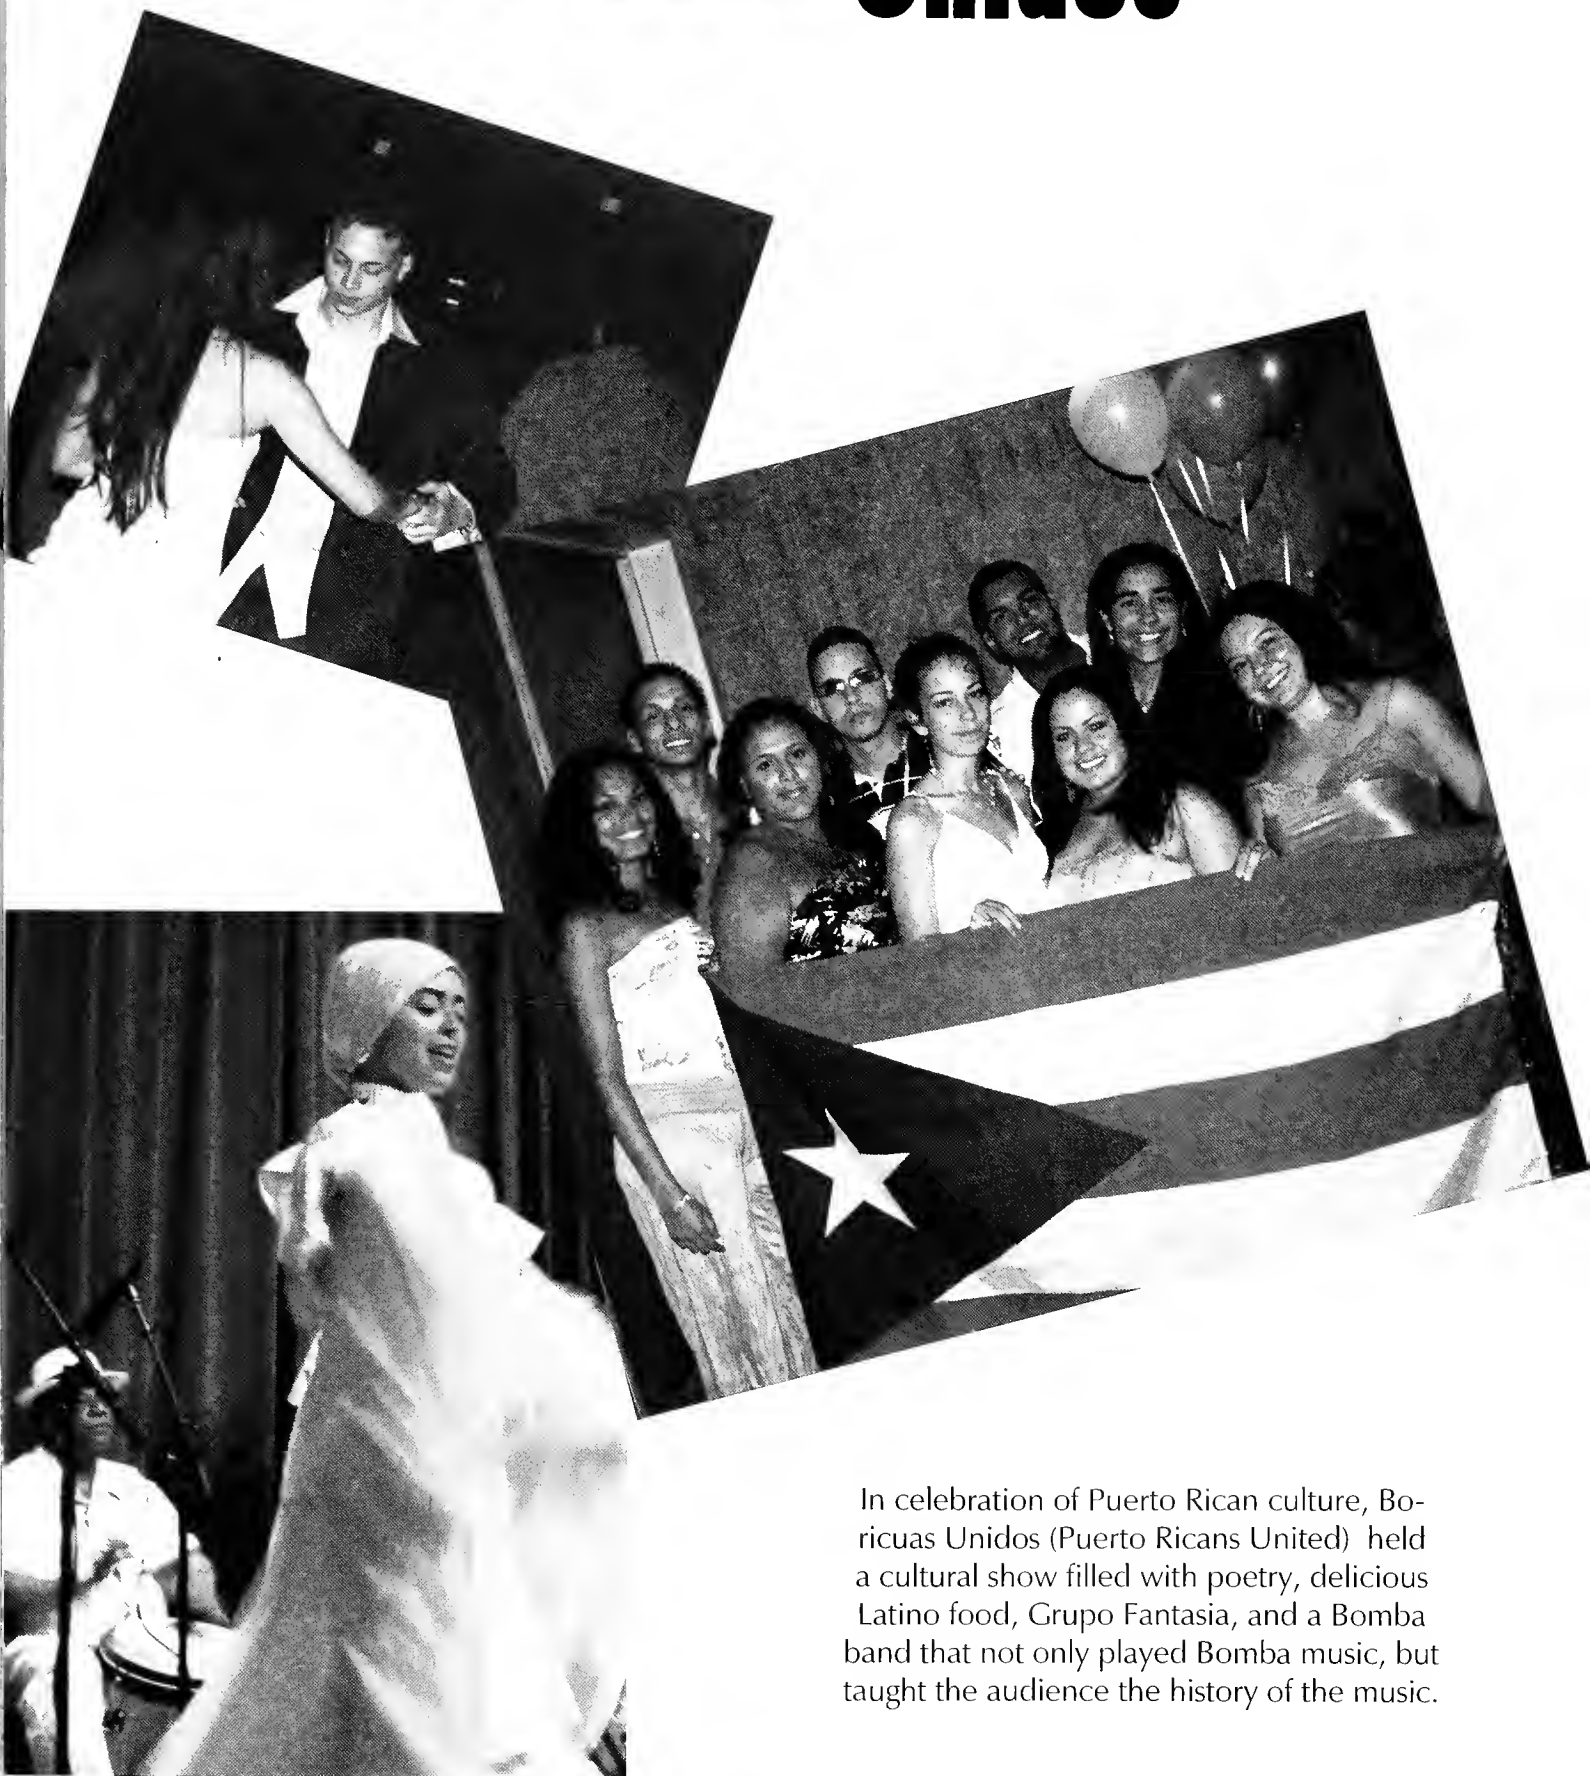 Unidos
In celebration of Puerto Rican culture, Bo-
ricuas Unidos (Puerto Ricans United) held
a cultural show filled with poetry, delicious
Latino food, Grupo Fantasia, and a Bomba
band that not only played Bomba music, but
taught the audience the history of the music.